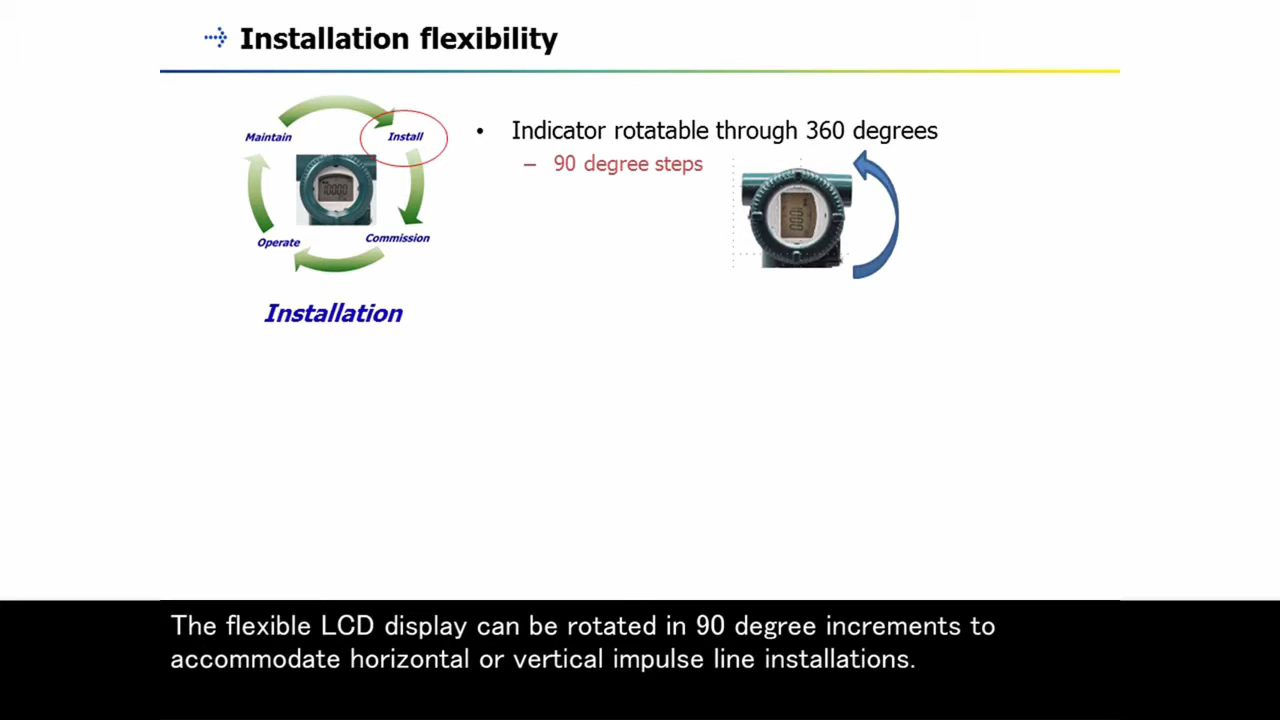 Installation flexibility
Maintain
Install
Operate
Commission
Installation
• Indicator rotatable through 360 degrees
– 90 degree steps
The flexible LCD display can be rotated in 90 degree increments to
accommodate horizontal or vertical impulse line installations.